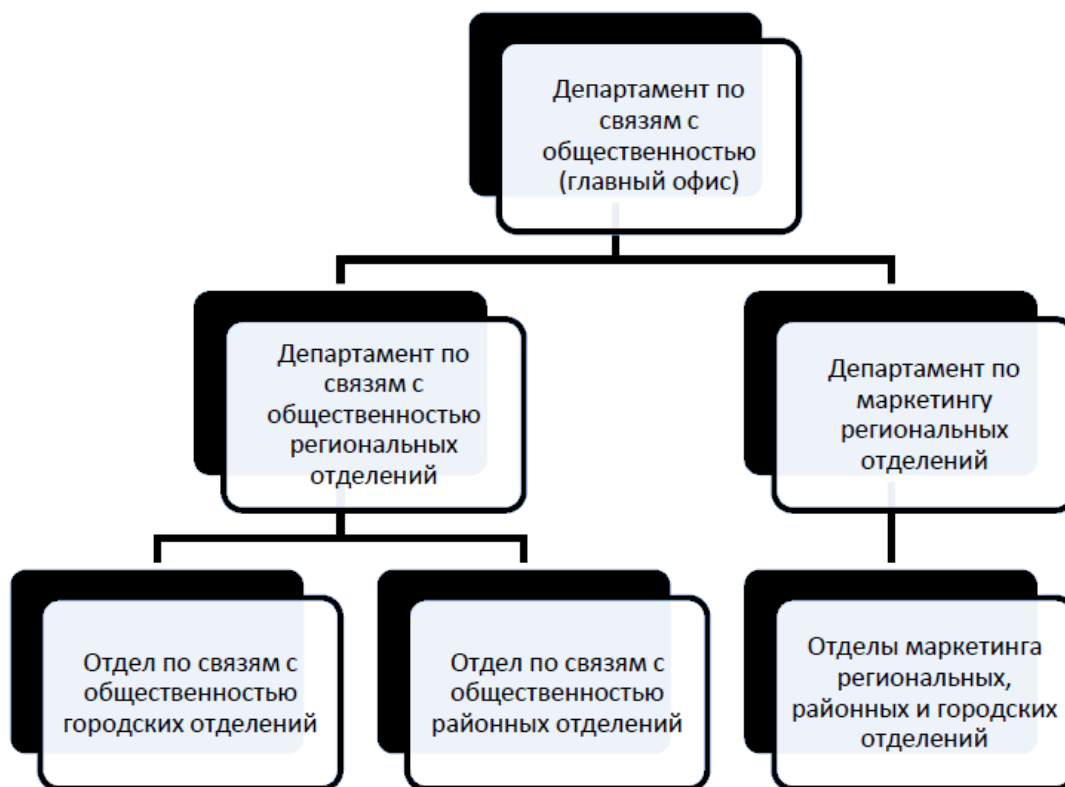 Департамент по
связям с
общественностью
(главный офис)
Департамент по
связям с
общественностью
региональных
отделений
Департамент по
маркетингу
региональных
отделений
Отдел по связям с
общественностью
городских отделений
Отдел по связям с
общественностью
районных отделений
Отделы маркетинга
региональных,
районных и городских
отделений